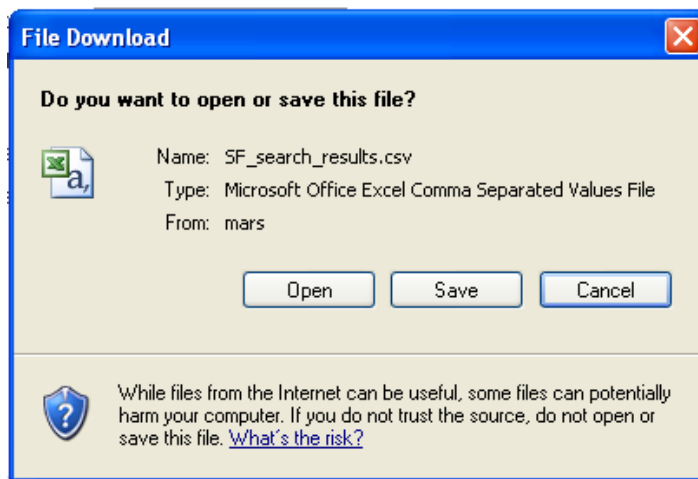 File Download
Do you want to open or save this file?
Name: SF_search_results.csv
Type: Microsoft Office Excel Comma Separated Values File
From: mars
Open Save Cancel
While files from the Internet can be useful, some files can potentially
harm your computer. If you do not trust the source, do not open or
save this file. What's the risk?